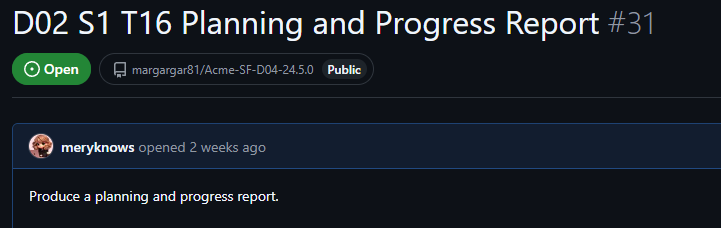 D02 S1 T16 Planning and Progress Report #31
Open margargar81/Acme-SF-D04-24.5.0 Public
meryknows opened 2 weeks ago
Produce a planning and progress report.